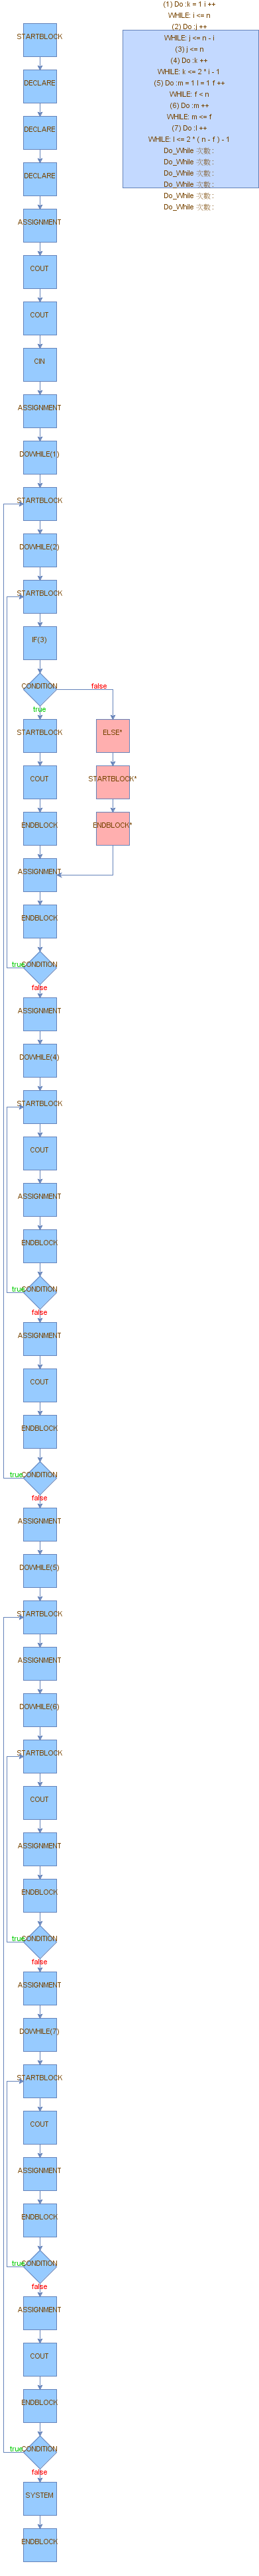 (1) Do :k = 1 i ++
WHILE: i <= n
(2) Do :j ++
WHILE: j <= n - i
(3) j <= n
(4) Do :k ++
WHILE: k <= 2 * i - 1
(5) Do :m = 1 l = 1 f ++
WHILE: f < n
(6) Do :m ++
WHILE: m <= f
(7) Do :l ++
WHILE: l <= 2 * ( n - f ) - 1
Do_While 次數 :
Do_While 次數 :
Do_While 次數 :
Do_While 次數 :
Do_While 次數 :
Do_While 次數 :
STARTBLOCK
DECLARE
DECLARE
DECLARE
ASSIGNMENT
COUT
COUT
CIN
ASSIGNMENT
DOWHILE(1)
STARTBLOCK
DOWHILE(2)
STARTBLOCK
IF(3)
CONDITION
false
true
STARTBLOCK
ELSE*
COUT
STARTBLOCK*
ENDBLOCK
ENDBLOCK*
ASSIGNMENT
ENDBLOCK
true
CONDITION
false
ASSIGNMENT
DOWHILE(4)
STARTBLOCK
COUT
ASSIGNMENT
ENDBLOCK
true
CONDITION
false
ASSIGNMENT
COUT
ENDBLOCK
true
CONDITION
false
ASSIGNMENT
DOWHILE(5)
STARTBLOCK
ASSIGNMENT
DOWHILE(6)
STARTBLOCK
COUT
ASSIGNMENT
ENDBLOCK
true
CONDITION
false
ASSIGNMENT
DOWHILE(7)
STARTBLOCK
COUT
ASSIGNMENT
ENDBLOCK
true
CONDITION
false
ASSIGNMENT
COUT
ENDBLOCK
true
CONDITION
false
SYSTEM
ENDBLOCK